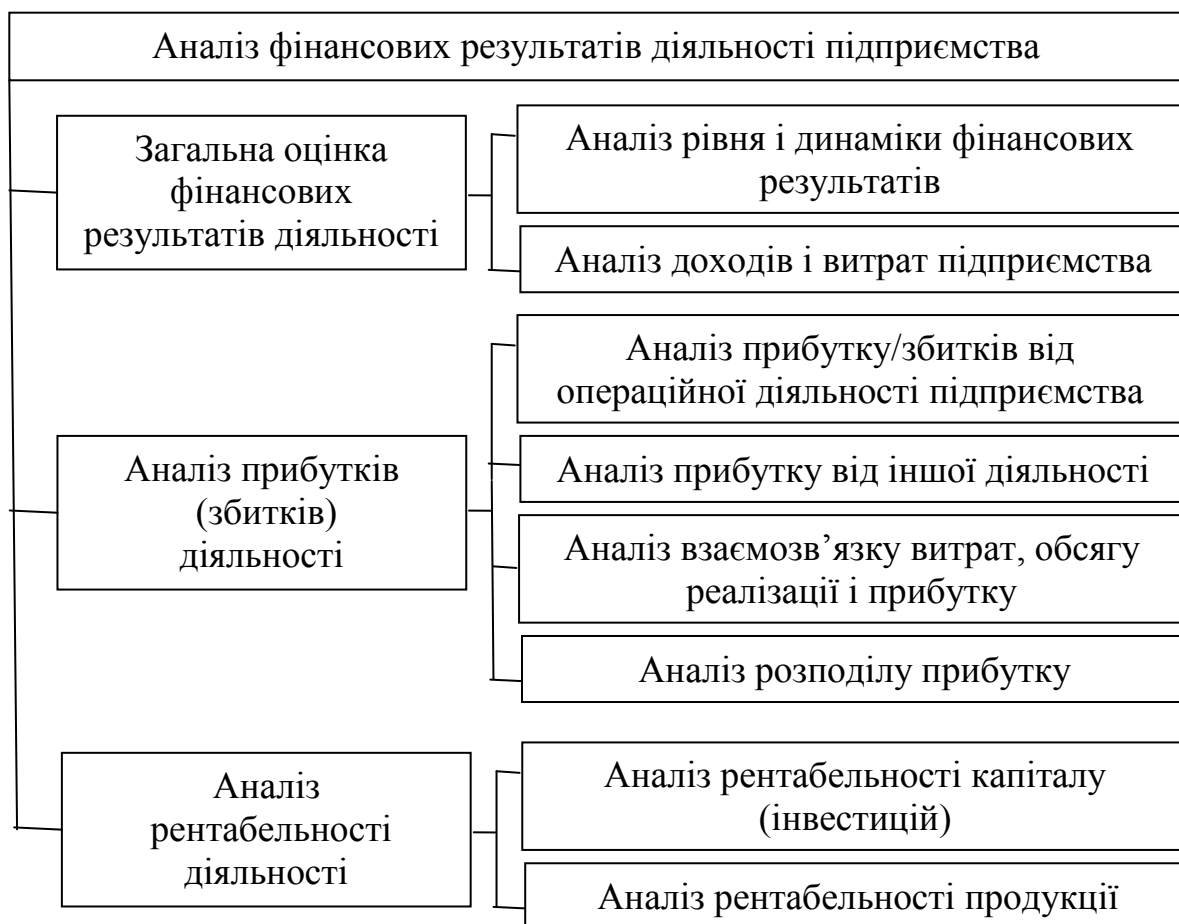 Аналіз фінансових результатів діяльності підприємства
Загальна оцінка
фінансових
результатів діяльності
Аналіз рівня і динаміки фінансових
результатів
Аналіз доходів і витрат підприємства
Аналіз прибутків
(збитків)
діяльності
Аналіз прибутку/збитків від
операційної діяльності підприємства
Аналіз прибутку від іншої діяльності
Аналіз взаємозв’язку витрат, обсягу
реалізації і прибутку
Аналіз розподілу прибутку
Аналіз
рентабельності
діяльності
Аналіз рентабельності капіталу
(інвестицій)
Аналіз рентабельності продукції